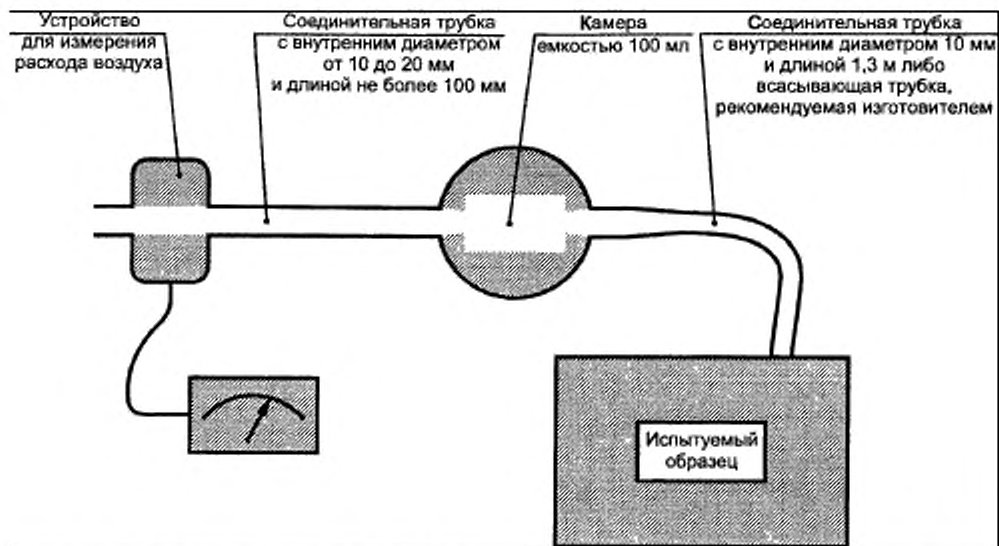 Устройство
для измерения
расхода воздуха
Соединительная трубка
с внутренним диаметром
от 10 до 20 мм
и длиной не более 100 мм
Камера
емкостью 100 мл
Соединительная трубка
с внутренним диаметром 10 мм
и длиной 1,3 м либо
всасывающая трубка,
рекомендуемая изготовителем
Испытуемый
образец